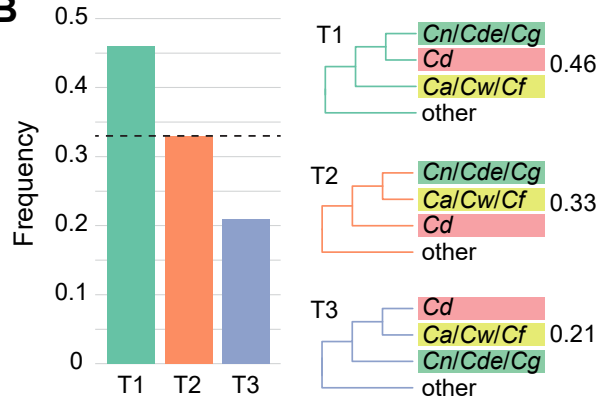 B
Frequency
0.5
0.4
0.3
0.2
0.1
0
T1 T2 T3
T1
Cn/Cde/Cg
Cd
0.46
Ca/Cw/Cf
other
T2
Cn/Cde/Cg
Ca/Cw/Cf
0.33
Cd
other
T3
Cd
Ca/Cw/Cf
0.21
Cn/Cde/Cg
other